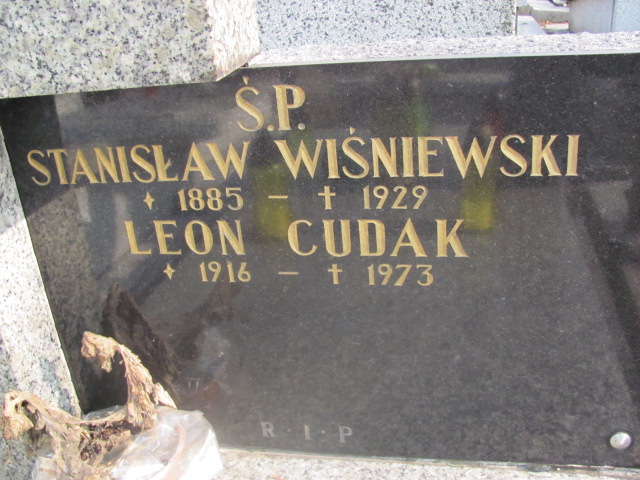 Ś.P.
STANISŁAW WIŚNIEWSKI
✦ 1885 – † 1929
LEON CUDAK
✦ 1916 – † 1973
R·I·P